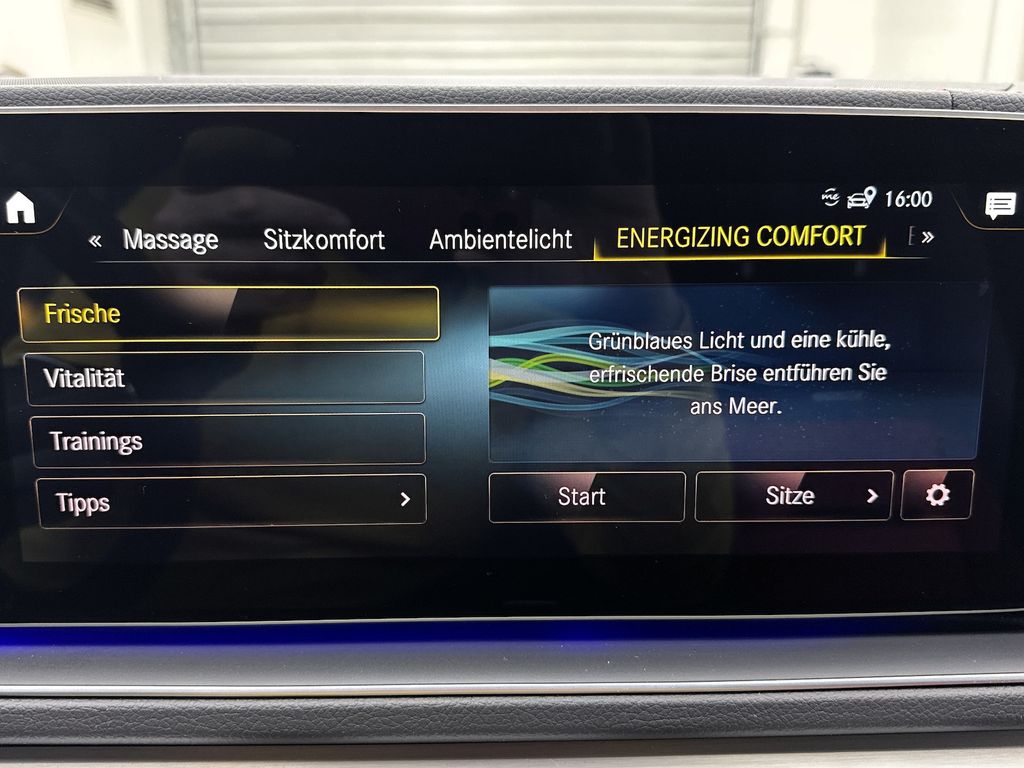 me 16:00
« Massage Sitzkomfort Ambientelicht ENERGIZING COMFORT »
Frische
Vitalität
Trainings
Tipps >
Grünblaues Licht und eine kühle,
erfrischende Brise entführen Sie
ans Meer.
Start Sitze >